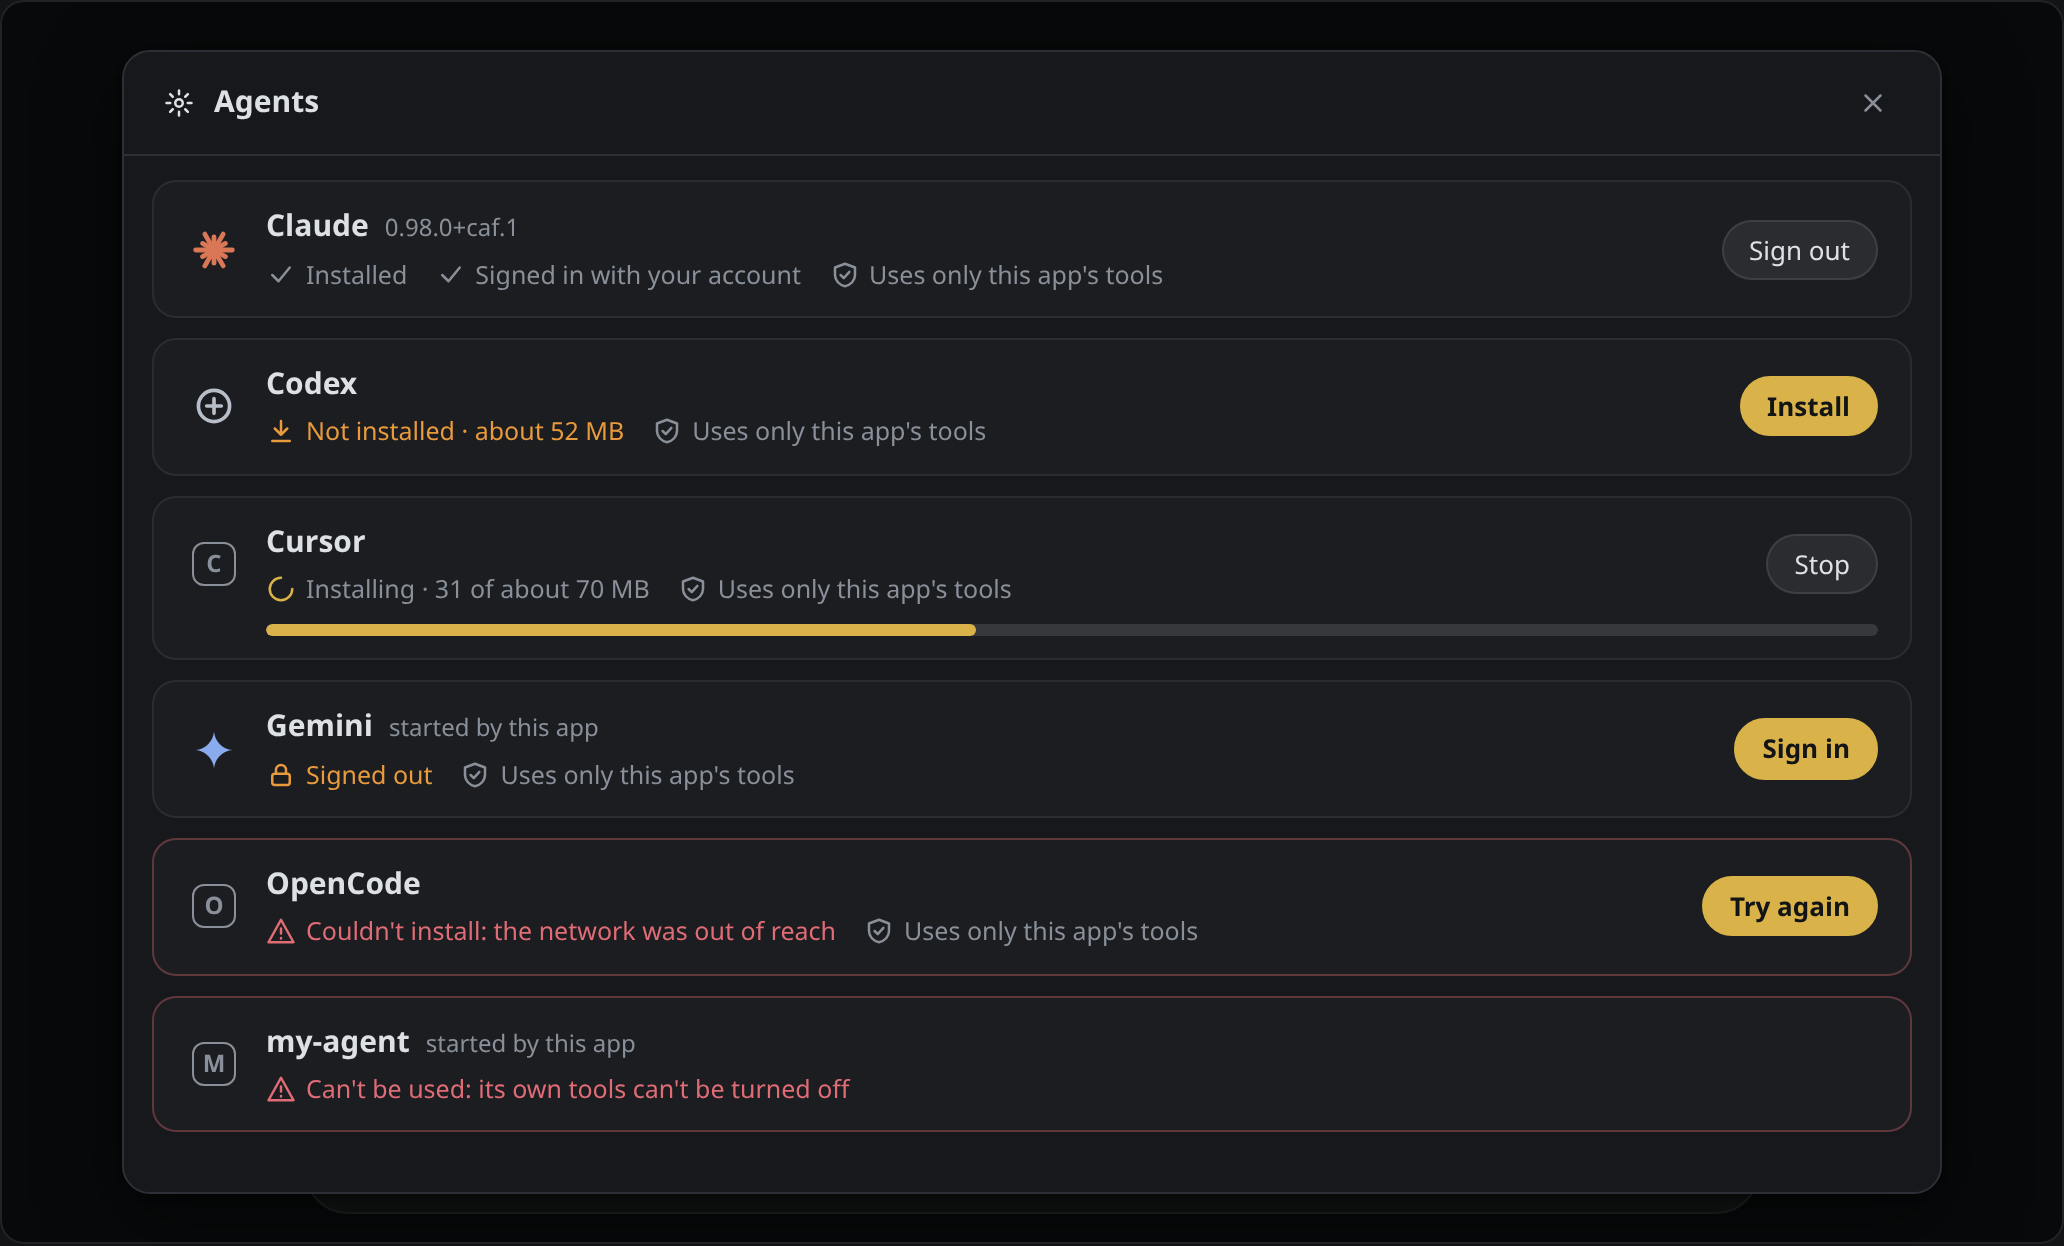 Agents
Claude 0.98.0+caf.1
Installed Signed in with your account Uses only this app's tools
Sign out
Codex
Not installed · about 52 MB Uses only this app's tools
Install
C
Cursor
Installing · 31 of about 70 MB Uses only this app's tools
Stop
Gemini started by this app
Signed out Uses only this app's tools
Sign in
O
OpenCode
Couldn't install: the network was out of reach Uses only this app's tools
Try again
M
my-agent started by this app
Can't be used: its own tools can't be turned off